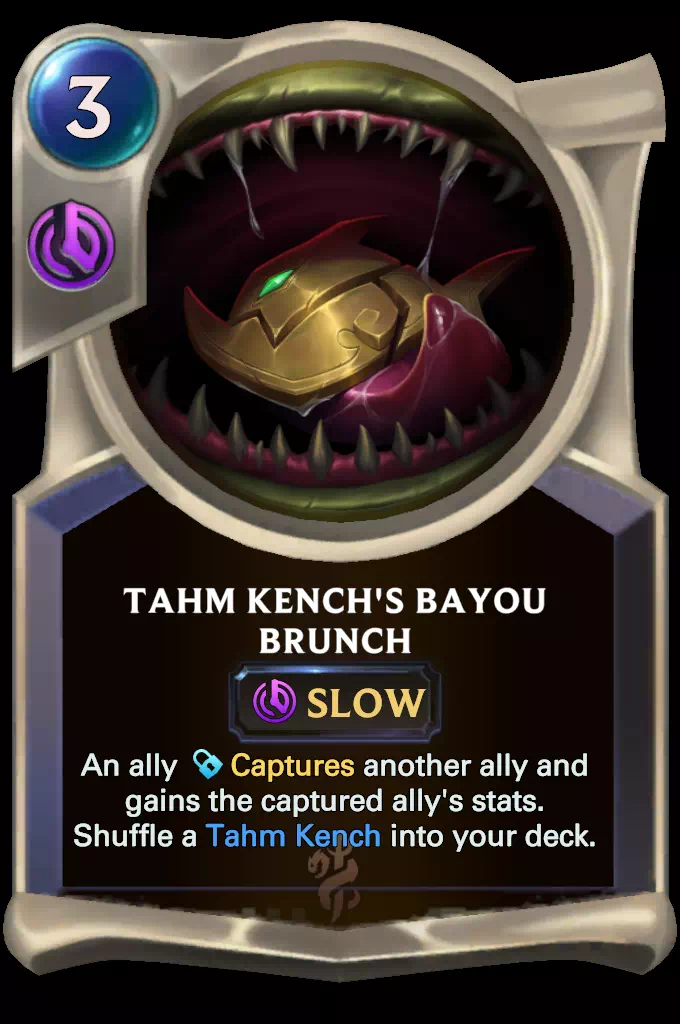 3
TAHM KENCH'S BAYOU
BRUNCH
SLOW
An ally Captures another ally and
gains the captured ally's stats.
Shuffle a Tahm Kench into your deck.